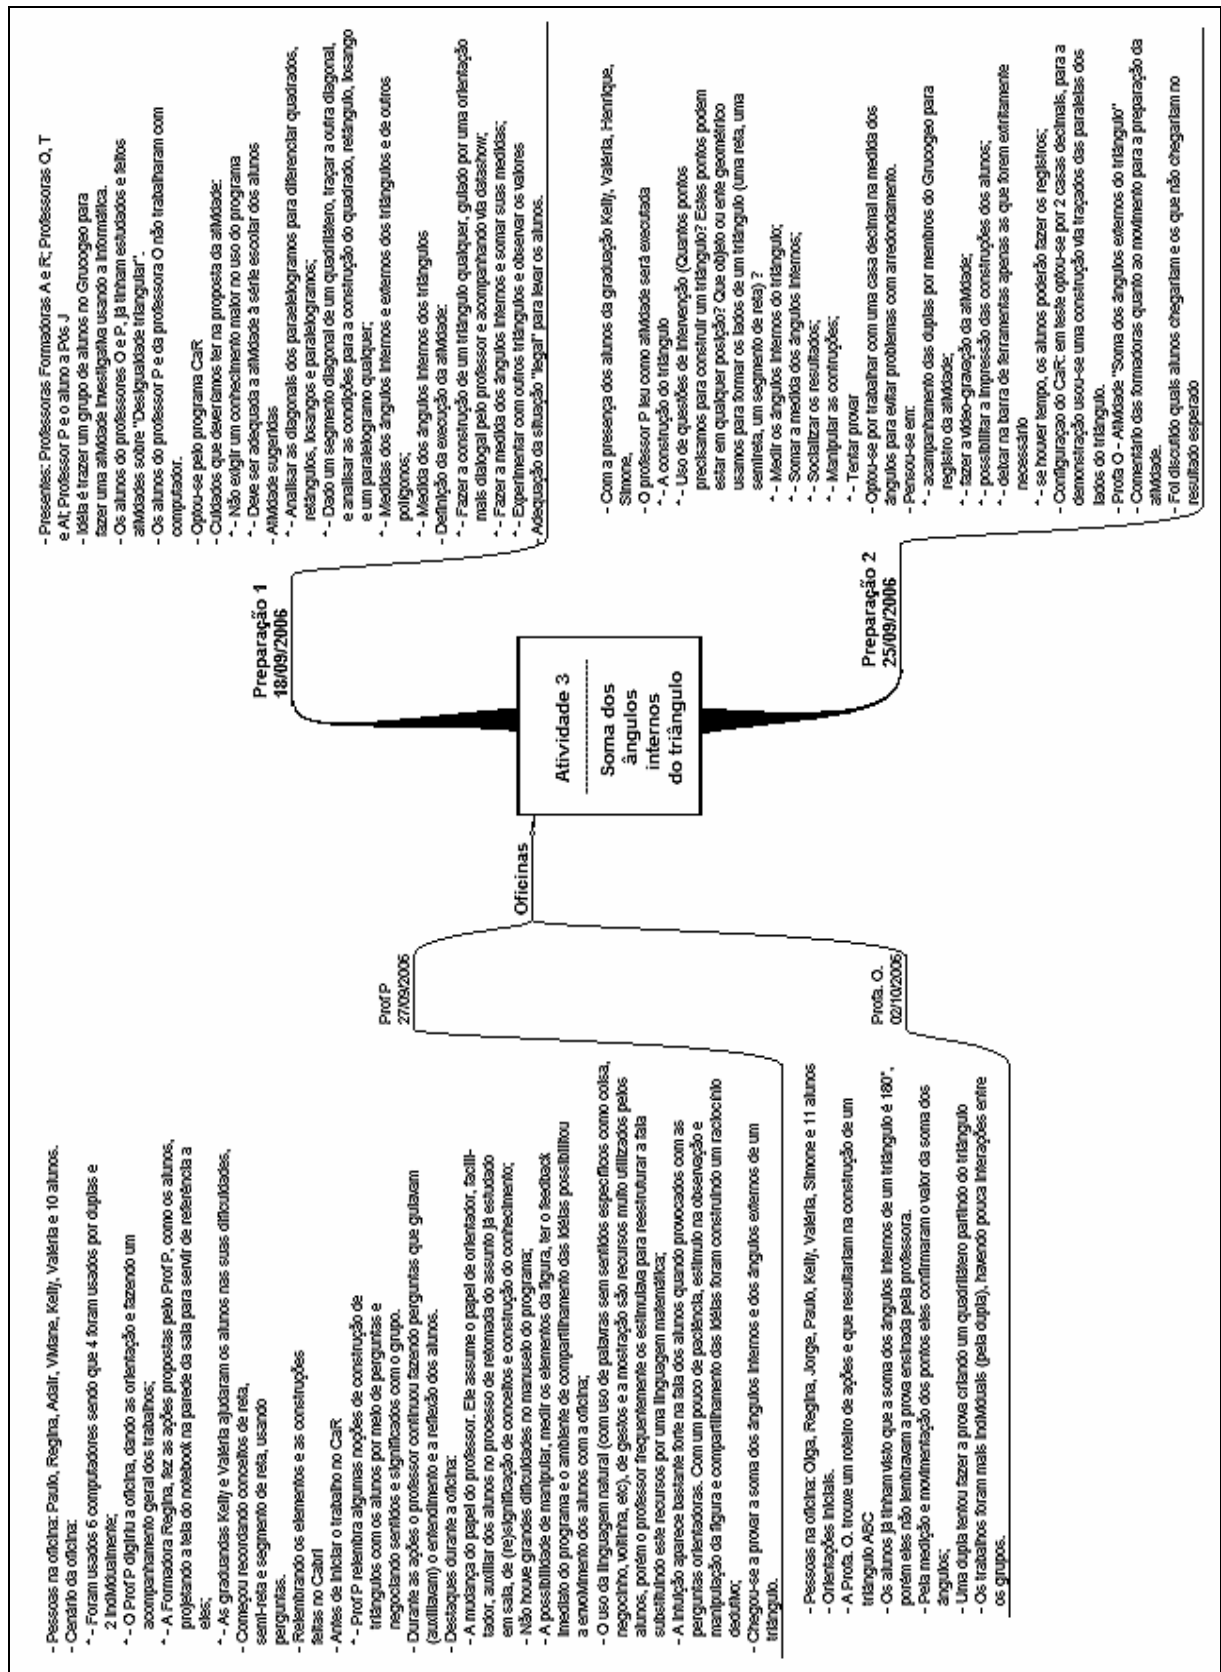 Atividade 3
Soma dos
ângulos
internos
do triângulo
Preparação 1
18/09/2006
- Presentes: Professoras Formadoras A e R; Professoras O, T
e Al; Professor P e o aluno a Pós J
- Idéia é trazer um grupo de alunos no Grucogeo para
fazer uma atividade investigativa usando a informática.
- Os alunos do professores O e P, já tinham estudados e feitos
atividades sobre "Desigualdade triangular".
- Os alunos do professor P e da professora O não trabalharam com
computador.
- Optou-se pelo programa CaR
- Cuidados que deveríamos ter na proposta da atividade:
* - Não exigir um conhecimento maior no uso do programa
* - Deve ser adequada a atividade à série escolar dos alunos
- Atividade sugeridas
* - Analisar as diagonais dos paralelogramos para diferenciar quadrados,
retângulos, losangos e paralelogramos;
* - Dado um segmento diagonal de um quadrilátero, traçar a outra diagonal,
e analisar as condições para a construção do quadrado, retângulo, losango
e um paralelogramo qualquer;
* - Medidas dos ângulos internos e externos dos triângulos e de outros
polígonos;
* - Medida dos ângulos internos dos triângulos
- Definição da execução da atividade:
* - Fazer a construção de um triângulo qualquer, guiado por uma orientação
mais dialogal pelo professor e acompanhando via datashow;
* - Fazer a medida dos ângulos internos e somar suas medidas;
* - Experimentar com outros triângulos e observar os valores
- Adequação da situação "legal" para levar os alunos.
Preparação 2
25/09/2006
- Com a presença dos alunos da graduação Kelly, Valéria, Henrique,
Simone,
- O professor P leu como atividade será executada
* - A construção do triângulo
* - Uso de questões de intervenção (Quantos pontos
precisamos para construir um triângulo? Estes pontos podem
estar em qualquer posição? Que objeto ou ente geométrico
usamos para formar os lados de um triângulo (uma reta, uma
semireta, um segmento de reta) ?
* - Medir os ângulos internos do triângulo;
* - Somar a medida dos ângulos internos;
* - Socializar os resultados;
* - Manipular as contruções;
* - Tentar provar
- Optou-se por trabalhar com uma casa decimal na medida dos
ângulos para evitar problemas com arredondamento.
- Pensou-se em:
* - acompanhamento das duplas por membros do Grucogeo para
registro da atividade;
* - fazer a vídeo-gravação da atividade;
* - possibilitar a impressão das construções dos alunos;
* - deixar na barra de ferramentas apenas as que forem extritamente
necessário
* - se houver tempo, os alunos poderão fazer os registros;
- Configuraçao do CaR: em teste optou-se por 2 casas decimais, para a
demonstração usou-se uma construção via traçados das paralelas dos
lados do triângulo.
- Profa O - Atividade "Soma dos ângulos externos do triângulo"
- Comentário das formadoras quanto ao movimento para a preparação da
atividade.
- Foi discutido quais alunos chegariam e os que não chegariam no
resultado esperado
Oficinas
Prof P
27/09/2006
- Pessoas na oficina: Paulo, Regina, Adair, Viviane, Kelly, Valéria e 10 alunos.
- Cenário da oficina:
* - Foram usados 6 computadores sendo que 4 foram usados por duplas e
2 individualmente;
* - O Prof P digiriu a oficina, dando as orientação e fazendo um
acompanhamento geral dos trabalhos;
* - A Formadora Regina, fez as ações propostas pelo Prof P, como os alunos,
projetando a tela do notebook na parede da sala para servir de referência a
eles;
* - As graduandas Kelly e Valéria ajudaram os alunos nas suas dificuldades,
- Começou recordando conceitos de reta,
semi-reta e segmento de reta, usando
perguntas.
- Relembrando os elementos e as construções
feitas no Cabri
- Antes de iniciar o trabalho no CaR
* - Prof P relembra algumas noções de construção de
triângulos com os alunos por meio de perguntas e
negociando sentidos e significados com o grupo.
- Durante as ações o professor continuou fazendo perguntas que guiavam
(auxiliavam) o entendimento e a reflexão dos alunos.
- Destaques durante a oficina:
- A mudança do papel do professor. Ele assume o papel de orientador, facili-
tador, auxiliar dos alunos no processo de retomada do assunto já estudado
em sala, de (re)significação de conceitos e construção do conhecimento;
- Não houve grandes dificuldades no manuseio do programa;
- A possibilidade de manipular, medir os elementos da figura, ter o feedback
imediato do programa e o ambiente de compartilhamento das idéias possibilitou
a envolvimento dos alunos com a oficina;
- O uso da linguagem natural (com uso de palavras sem sentidos específicos como coisa,
negocinho, voltinha, etc), de gestos e a mostração são recursos muito utilizados pelos
alunos, porém o professor frequentemente os estimulava para reestruturar a fala
substituindo este recursos por uma linguagem matemática;
- A intuição aparece bastante forte na fala dos alunos quando provocados com as
perguntas orientadoras. Com um pouco de paciência, estímulo na observação e
manipulação da figura e compartilhamento das idéias foram construindo um raciocínio
dedutivo;
- Chegou-se a provar a soma dos ângulos internos e dos ângulos externos de um
triângulo.
Profa. O.
02/10/2006
- Pessoas na oficina: Olga, Regina, Jorge, Paulo, Kelly, Valéria, Simone e 11 alunos
- Orientações iniciais.
- A Profa. O. trouxe um roteiro de ações e que resultariam na construção de um
triângulo ABC
- Os alunos já tinham visto que a soma dos ângulos internos de um triângulo é 180°,
porém eles não lembravam a prova ensinada pela professora.
- Pela medição e movimentação dos pontos eles confirmaram o valor da soma dos
ângulos;
- Uma dupla tentou fazer a prova criando um quadrilátero partindo do triângulo
- Os trabalhos foram mais individuais (pela dupla), havendo pouca interações entre
os grupos.